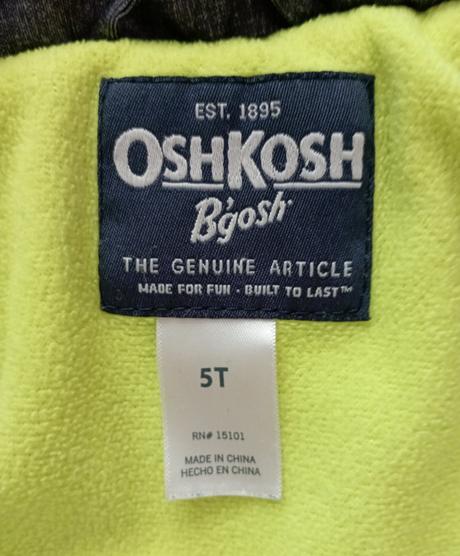 EST. 1895
OSHKOSH
B'gosh
THE GENUINE ARTICLE
MADE FOR FUN · BUILT TO LAST™
5T
RN# 15101
MADE IN CHINA
HECHO EN CHINA